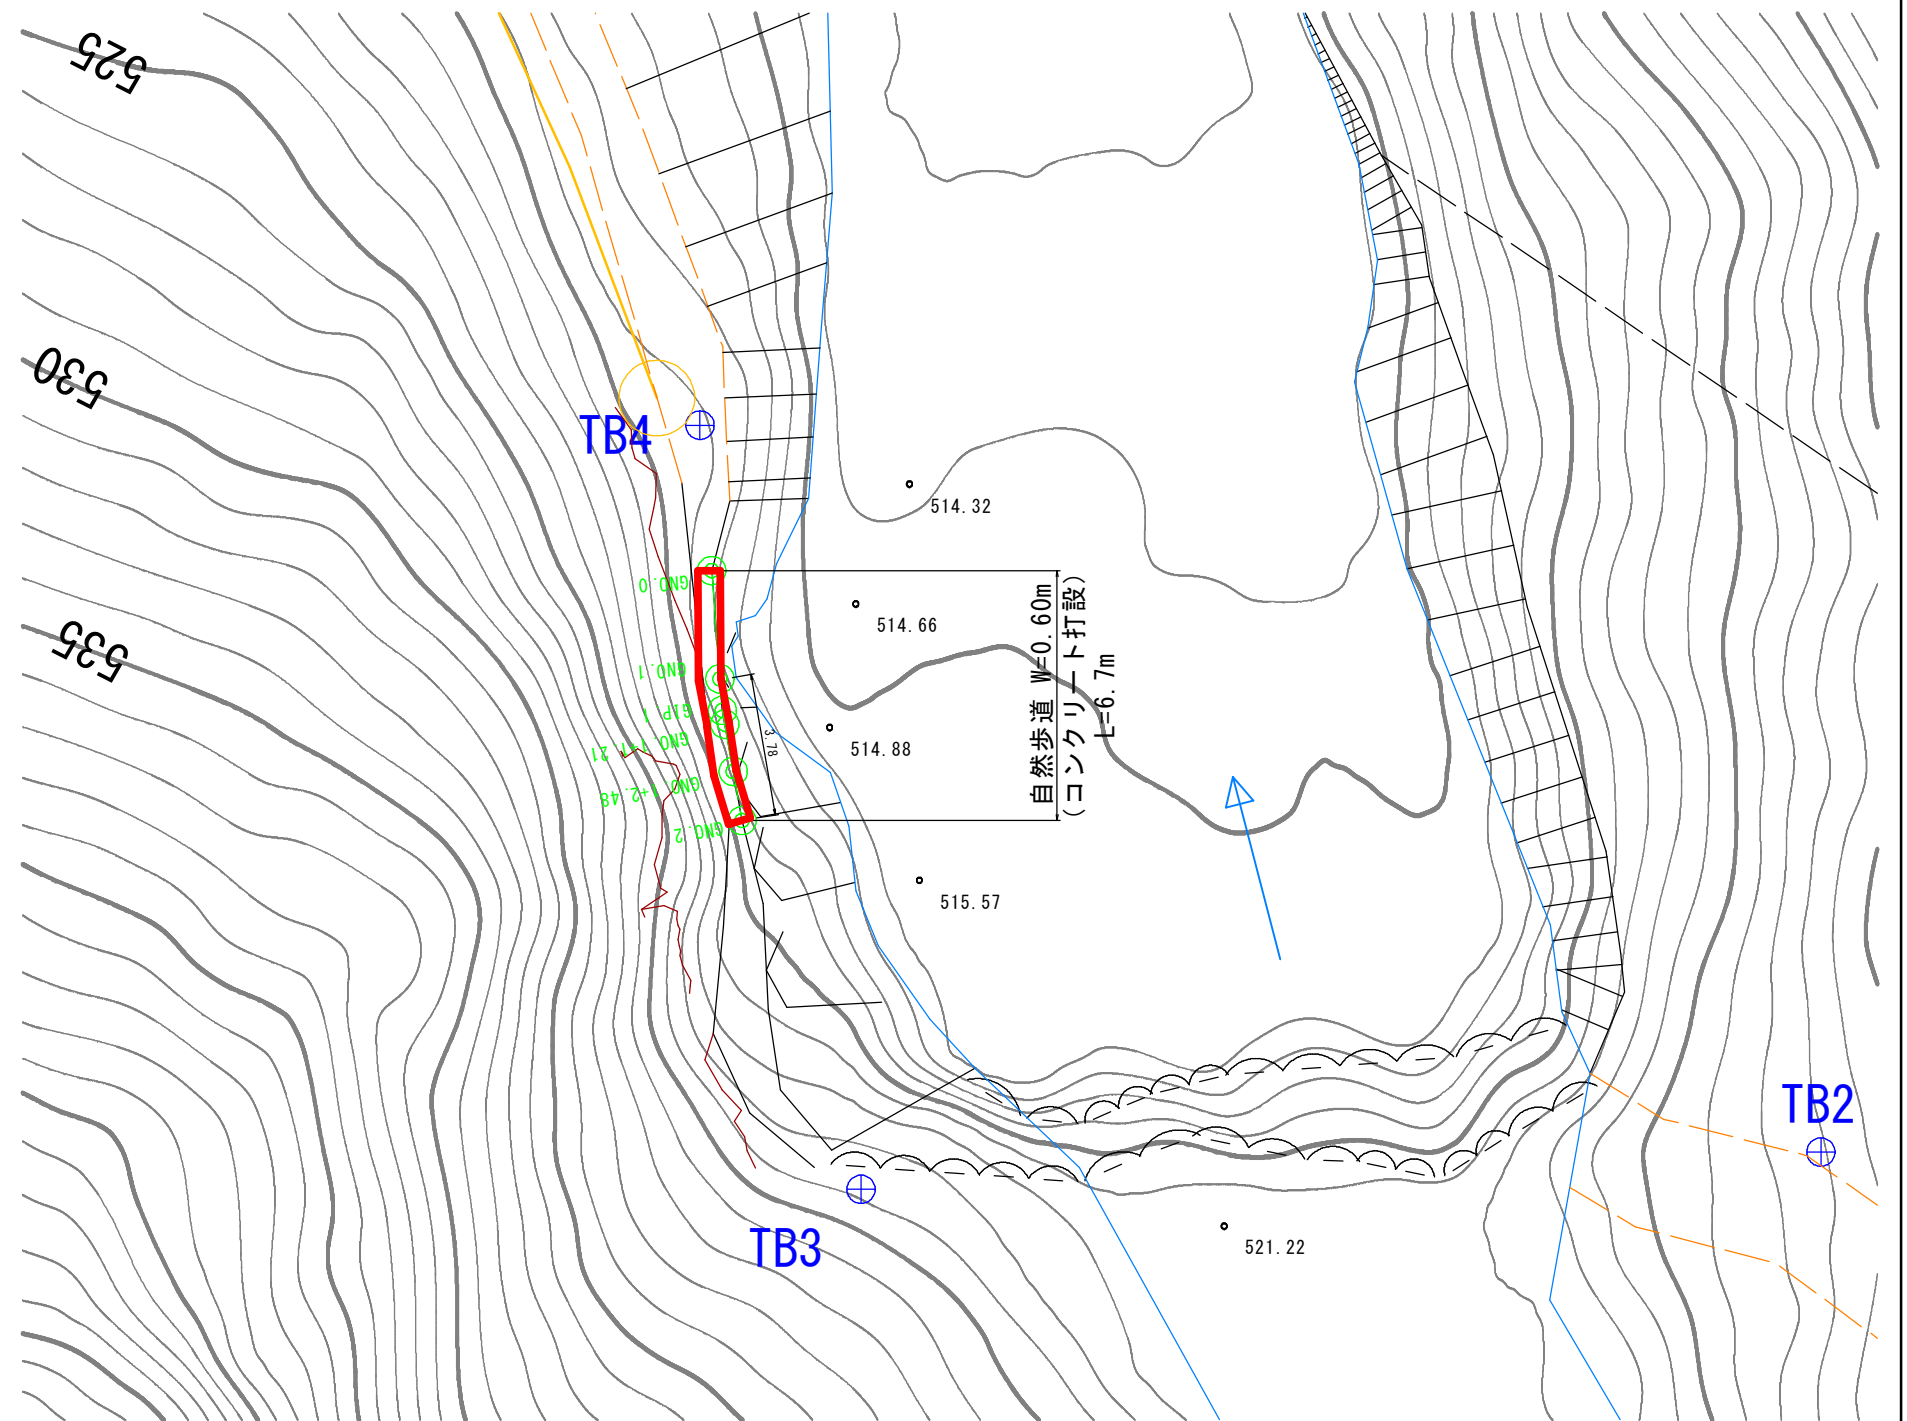 525
530
535
TB4
514.32
GNO.0
514.66
GNO.1
GIP 1
GNO.1+1.21
GNO.1+2.48
GNO.2
3.78
自然歩道 W=0.60m
(コンクリート打設)
L=6.7m
514.88
515.57
TB2
TB3
521.22